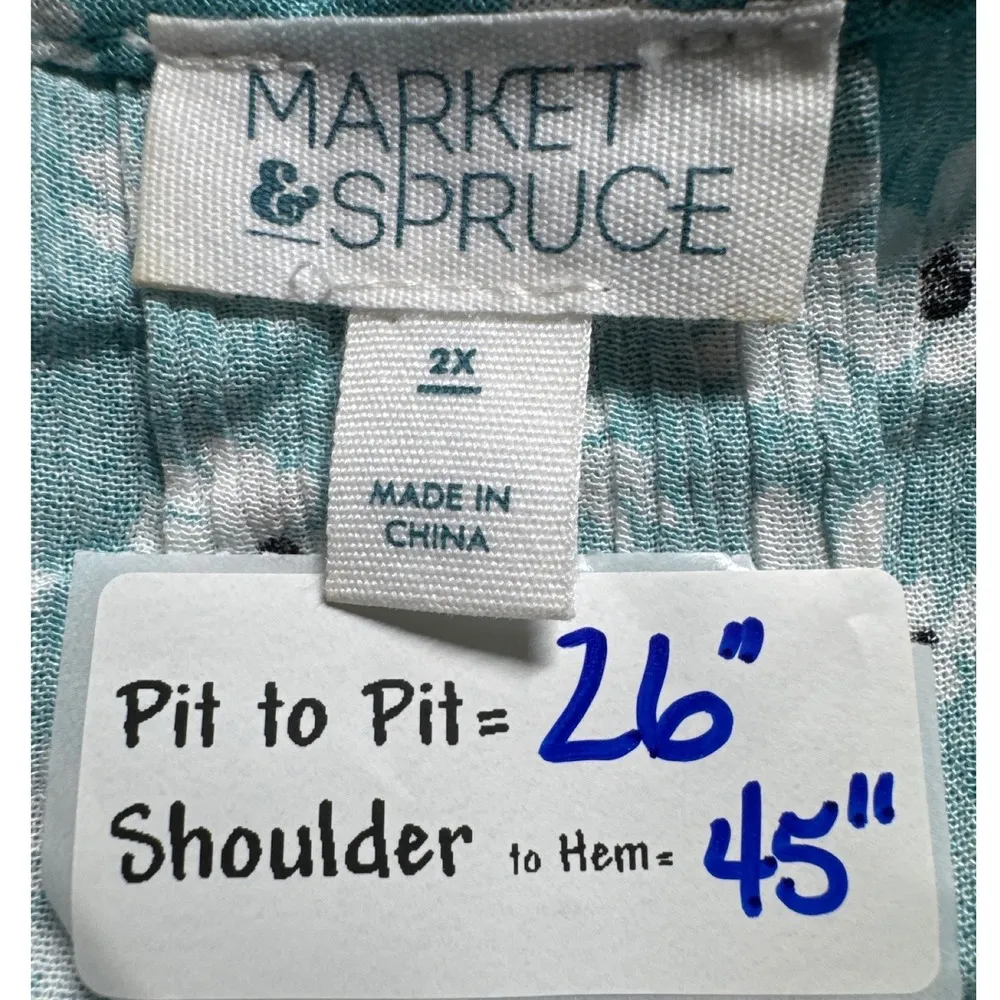 MARKET
& SPRUCE
2X
MADE IN
CHINA
Pit to Pit= 26"
Shoulder to Hem= 45"